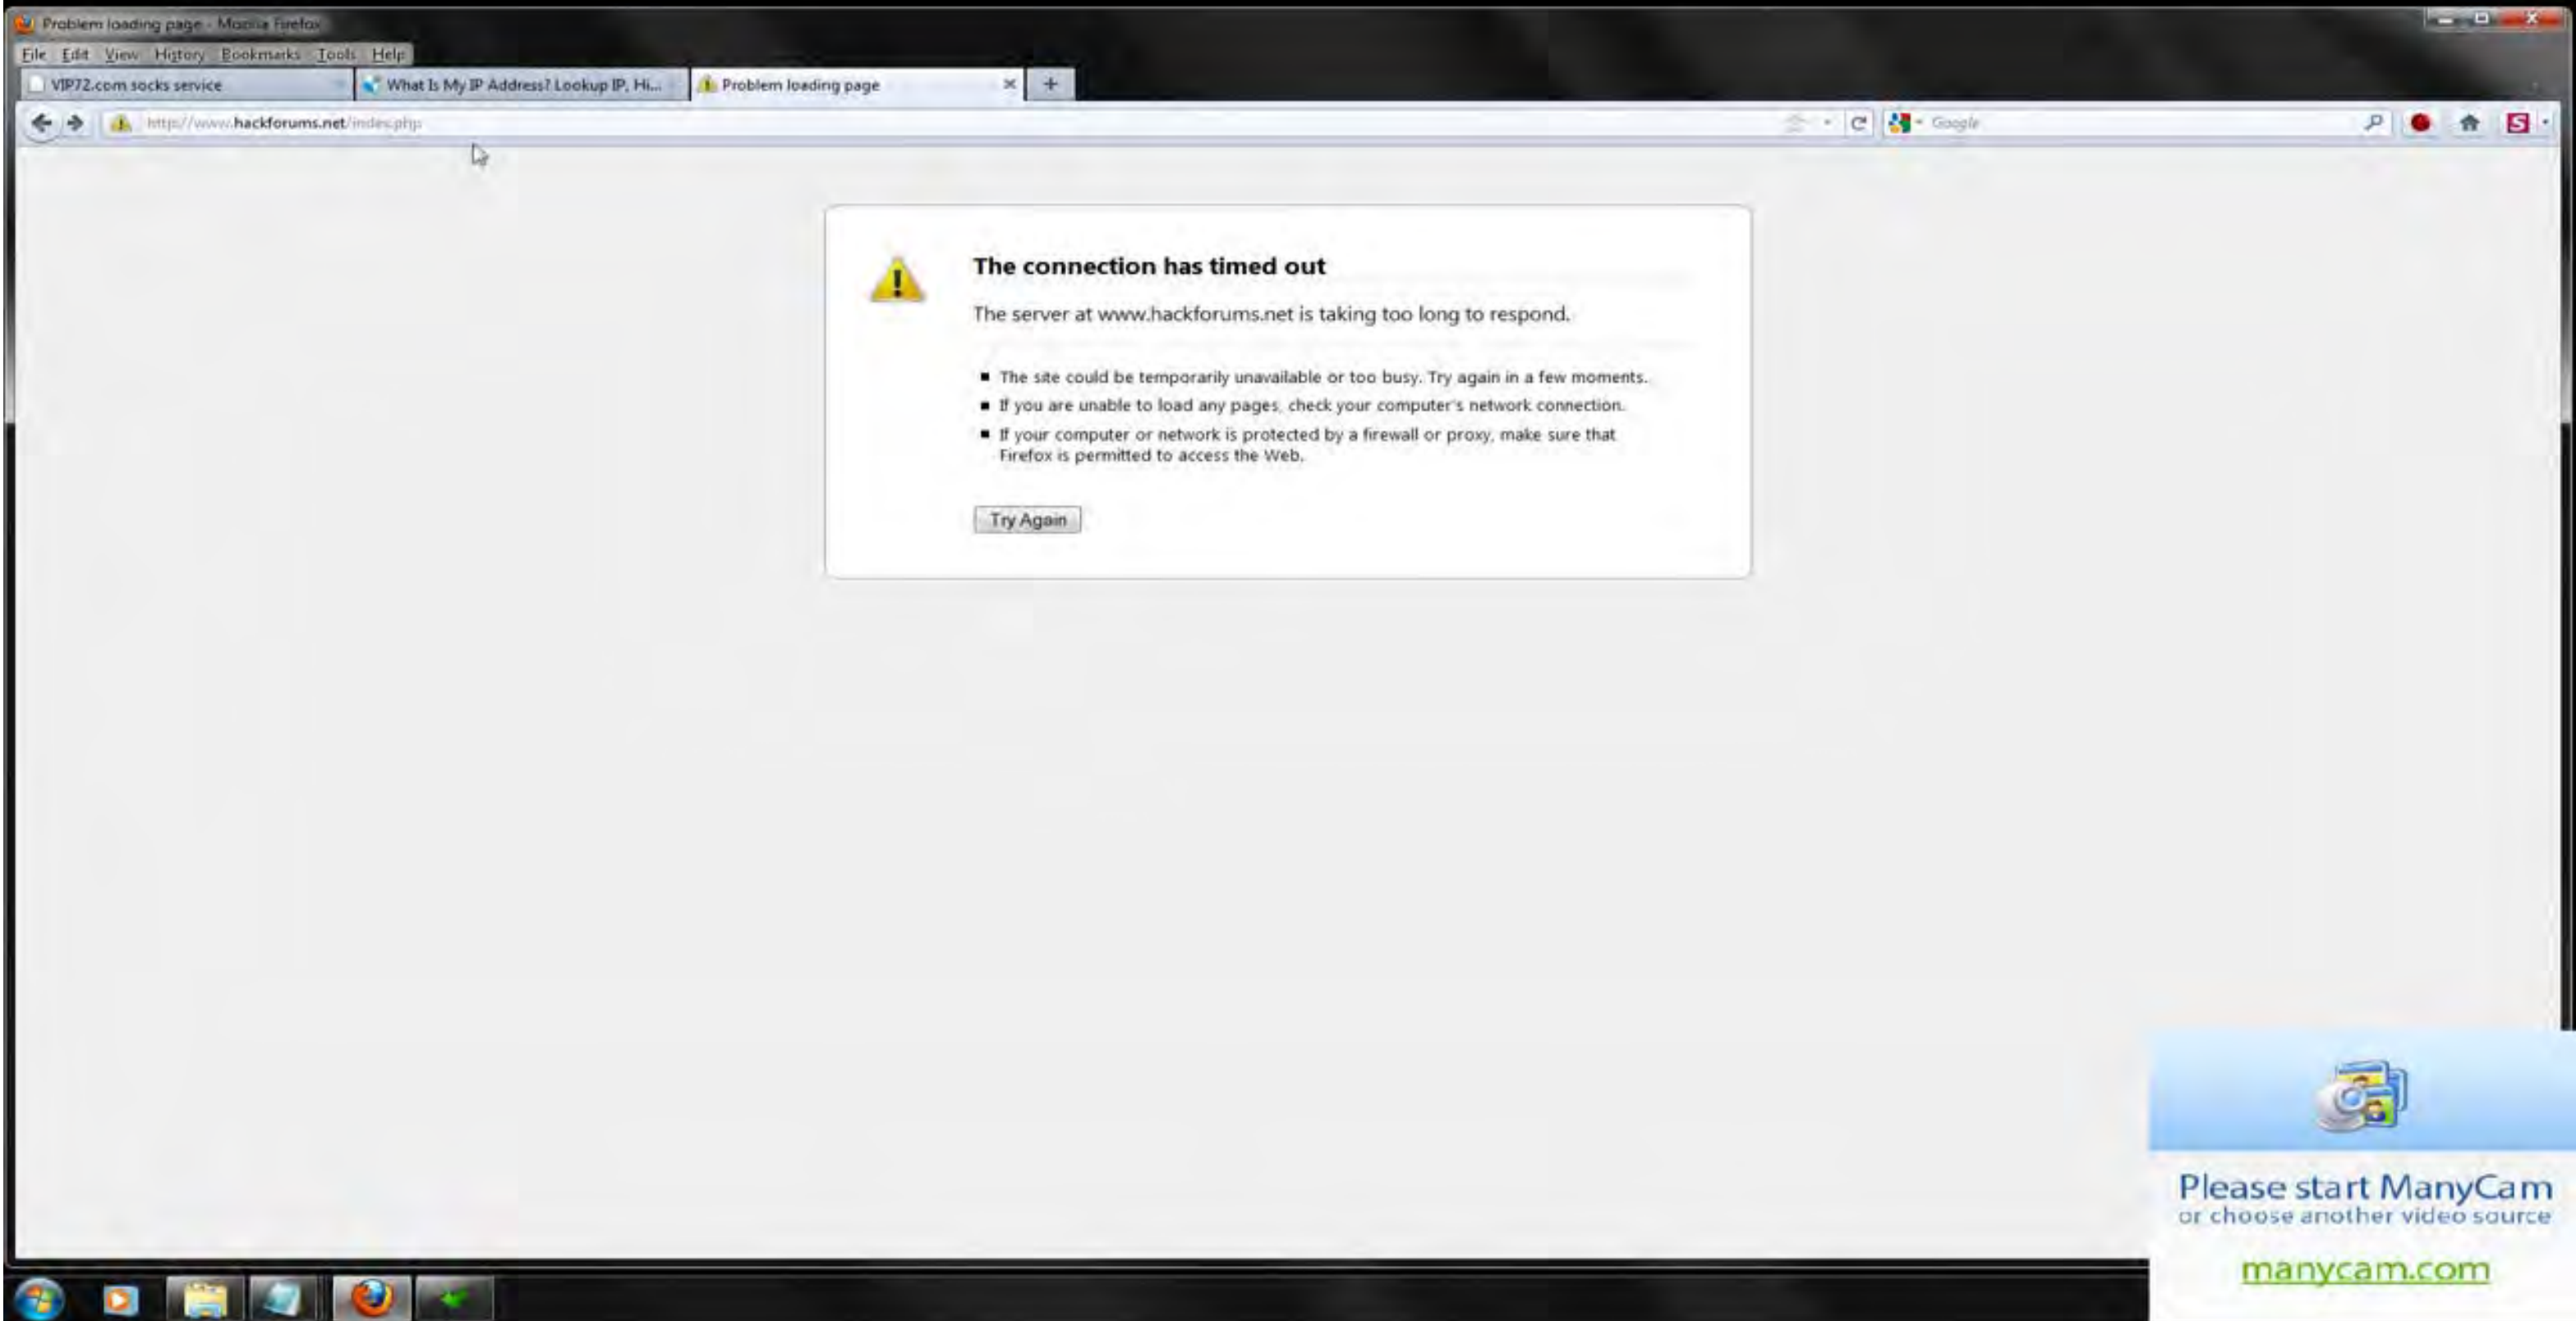 Problem loading page - Mozilla Firefox
File Edit View History Bookmarks Tools Help
VIP72.com socks service
What Is My IP Address? Lookup IP, Hi...
Problem loading page
http://www.hackforums.net/index.php
Google
The connection has timed out
The server at www.hackforums.net is taking too long to respond.
The site could be temporarily unavailable or too busy. Try again in a few moments.
If you are unable to load any pages, check your computer's network connection.
If your computer or network is protected by a firewall or proxy, make sure that
Firefox is permitted to access the Web.
Try Again
Please start ManyCam
or choose another video source
manycam.com